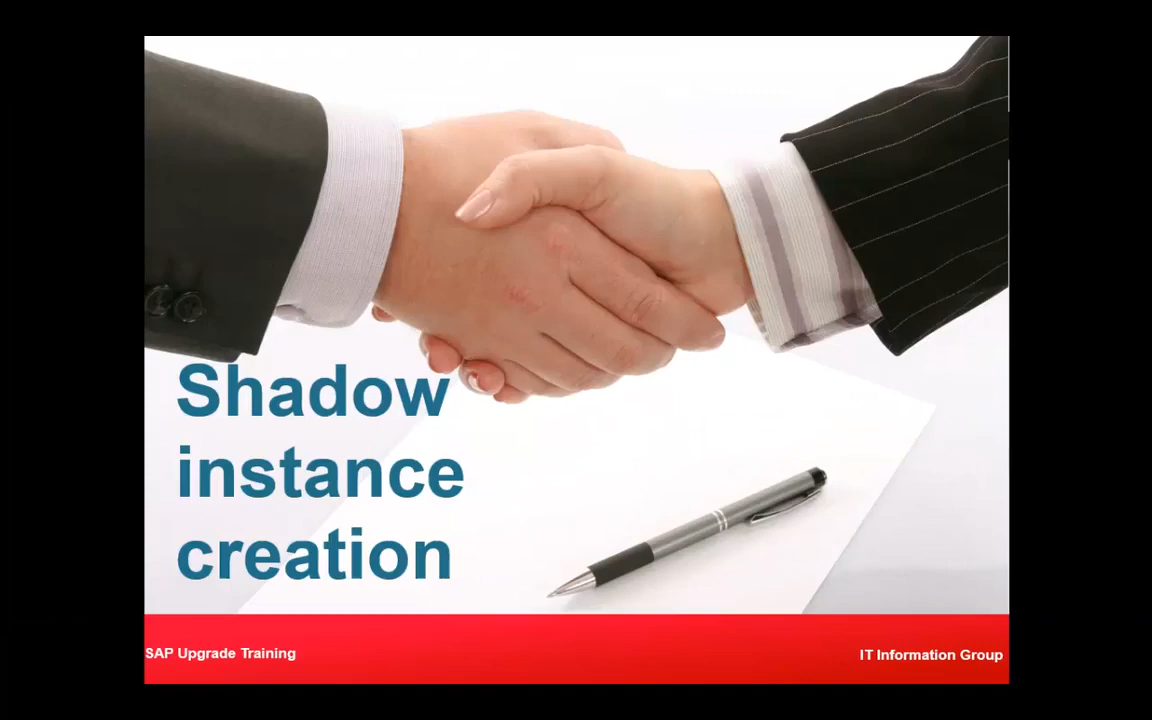 Shadow
instance
creation
SAP Upgrade Training
IT Information Group